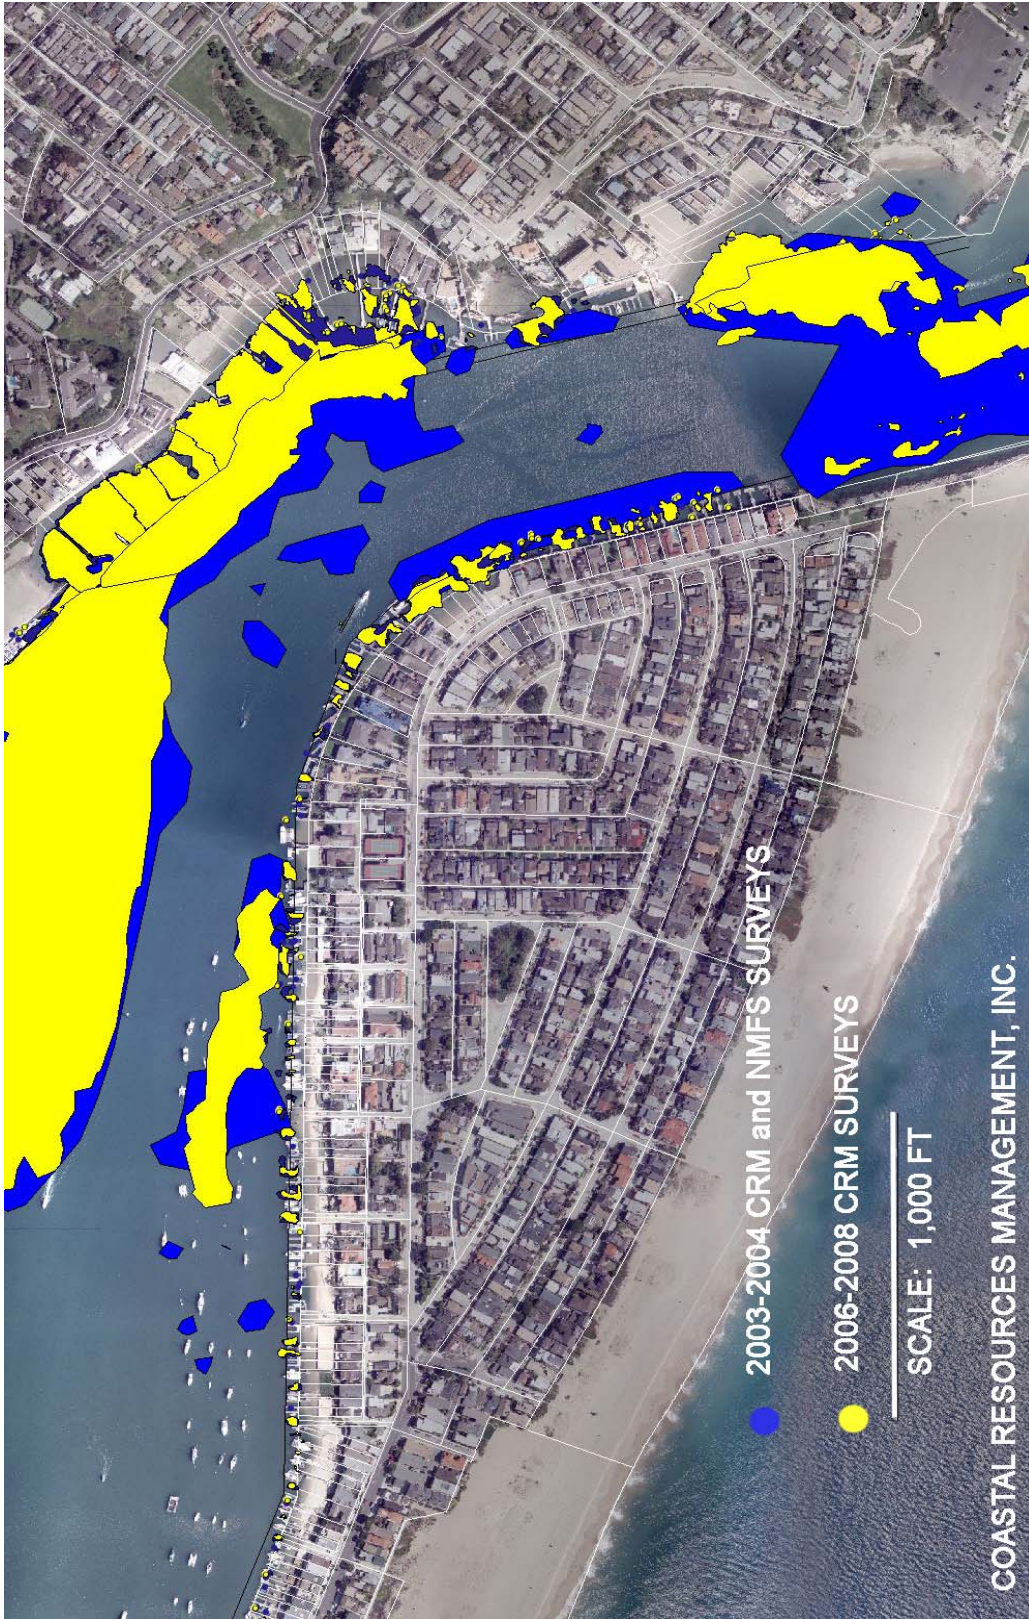 2003-2004 CRM and NMFS SURVEYS
2006-2008 CRM SURVEYS
SCALE: 1,000 FT
COASTAL RESOURCES MANAGEMENT, INC.